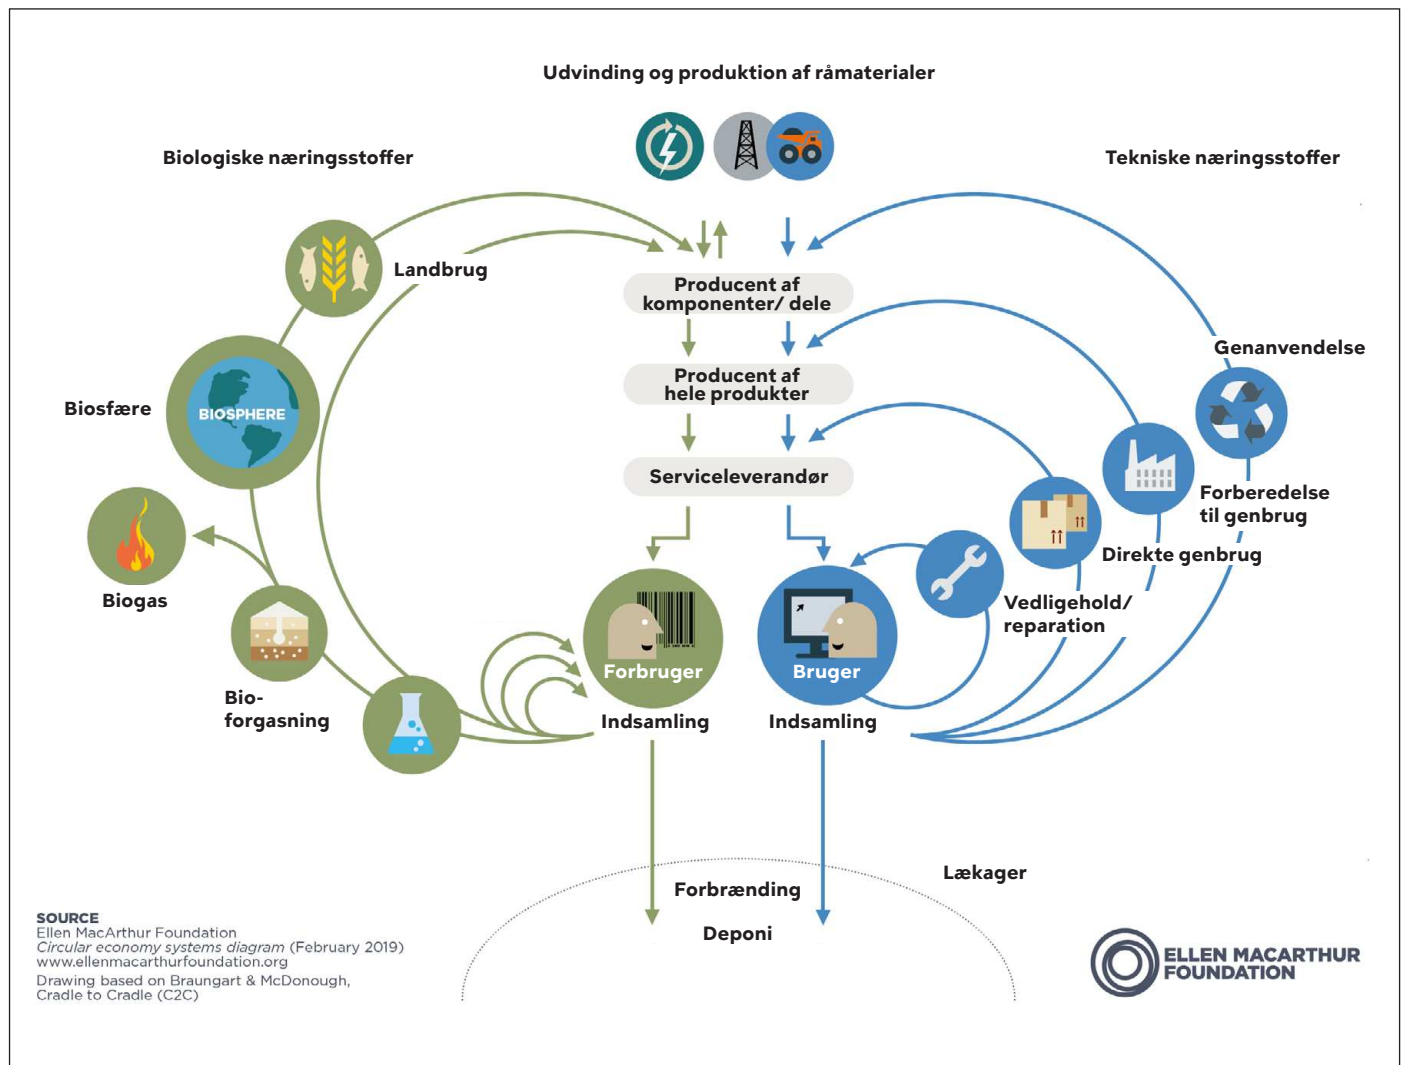 Udvinding og produktion af råmaterialer
Biologiske næringsstoffer
Tekniske næringsstoffer
Landbrug
Producent af
komponenter/ dele
Genanvendelse
Producent af
hele produkter
Biosfære
BIOSPHERE
Serviceleverandør
Forberedelse
til genbrug
Direkte genbrug
Biogas
Vedligehold/
reparation
Forbruger
Bruger
Bio-
forgasning
Indsamling
Indsamling
Lækager
Forbrænding
Deponi
SOURCE
Ellen MacArthur Foundation
Circular economy systems diagram (February 2019)
www.ellenmacarthurfoundation.org
Drawing based on Braungart & McDonough,
Cradle to Cradle (C2C)
ELLEN MACARTHUR
FOUNDATION